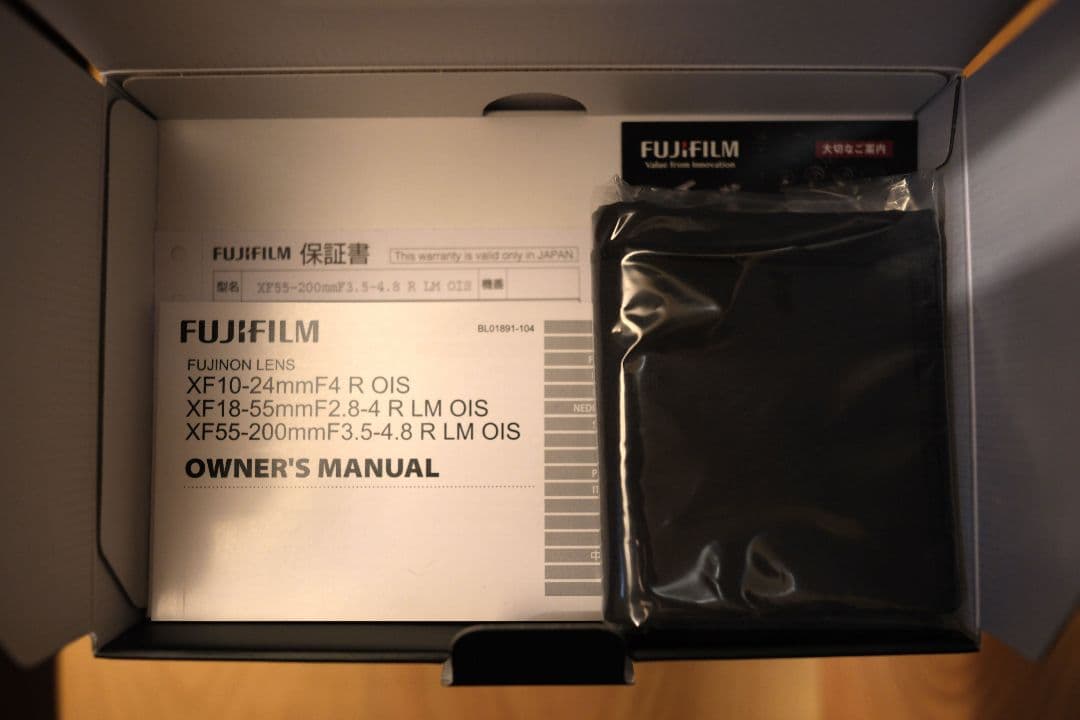 FUJIFILM
Value from Innovation
大切なご案内
FUJIFILM 保証書 This warranty is valid only in JAPAN.
型名 XF55-200mmF3.5-4.8 R LM OIS 機番
FUJIFILM
BL01891-104
FUJINON LENS
XF10-24mmF4 R OIS
XF18-55mmF2.8-4 R LM OIS
XF55-200mmF3.5-4.8 R LM OIS
OWNER'S MANUAL